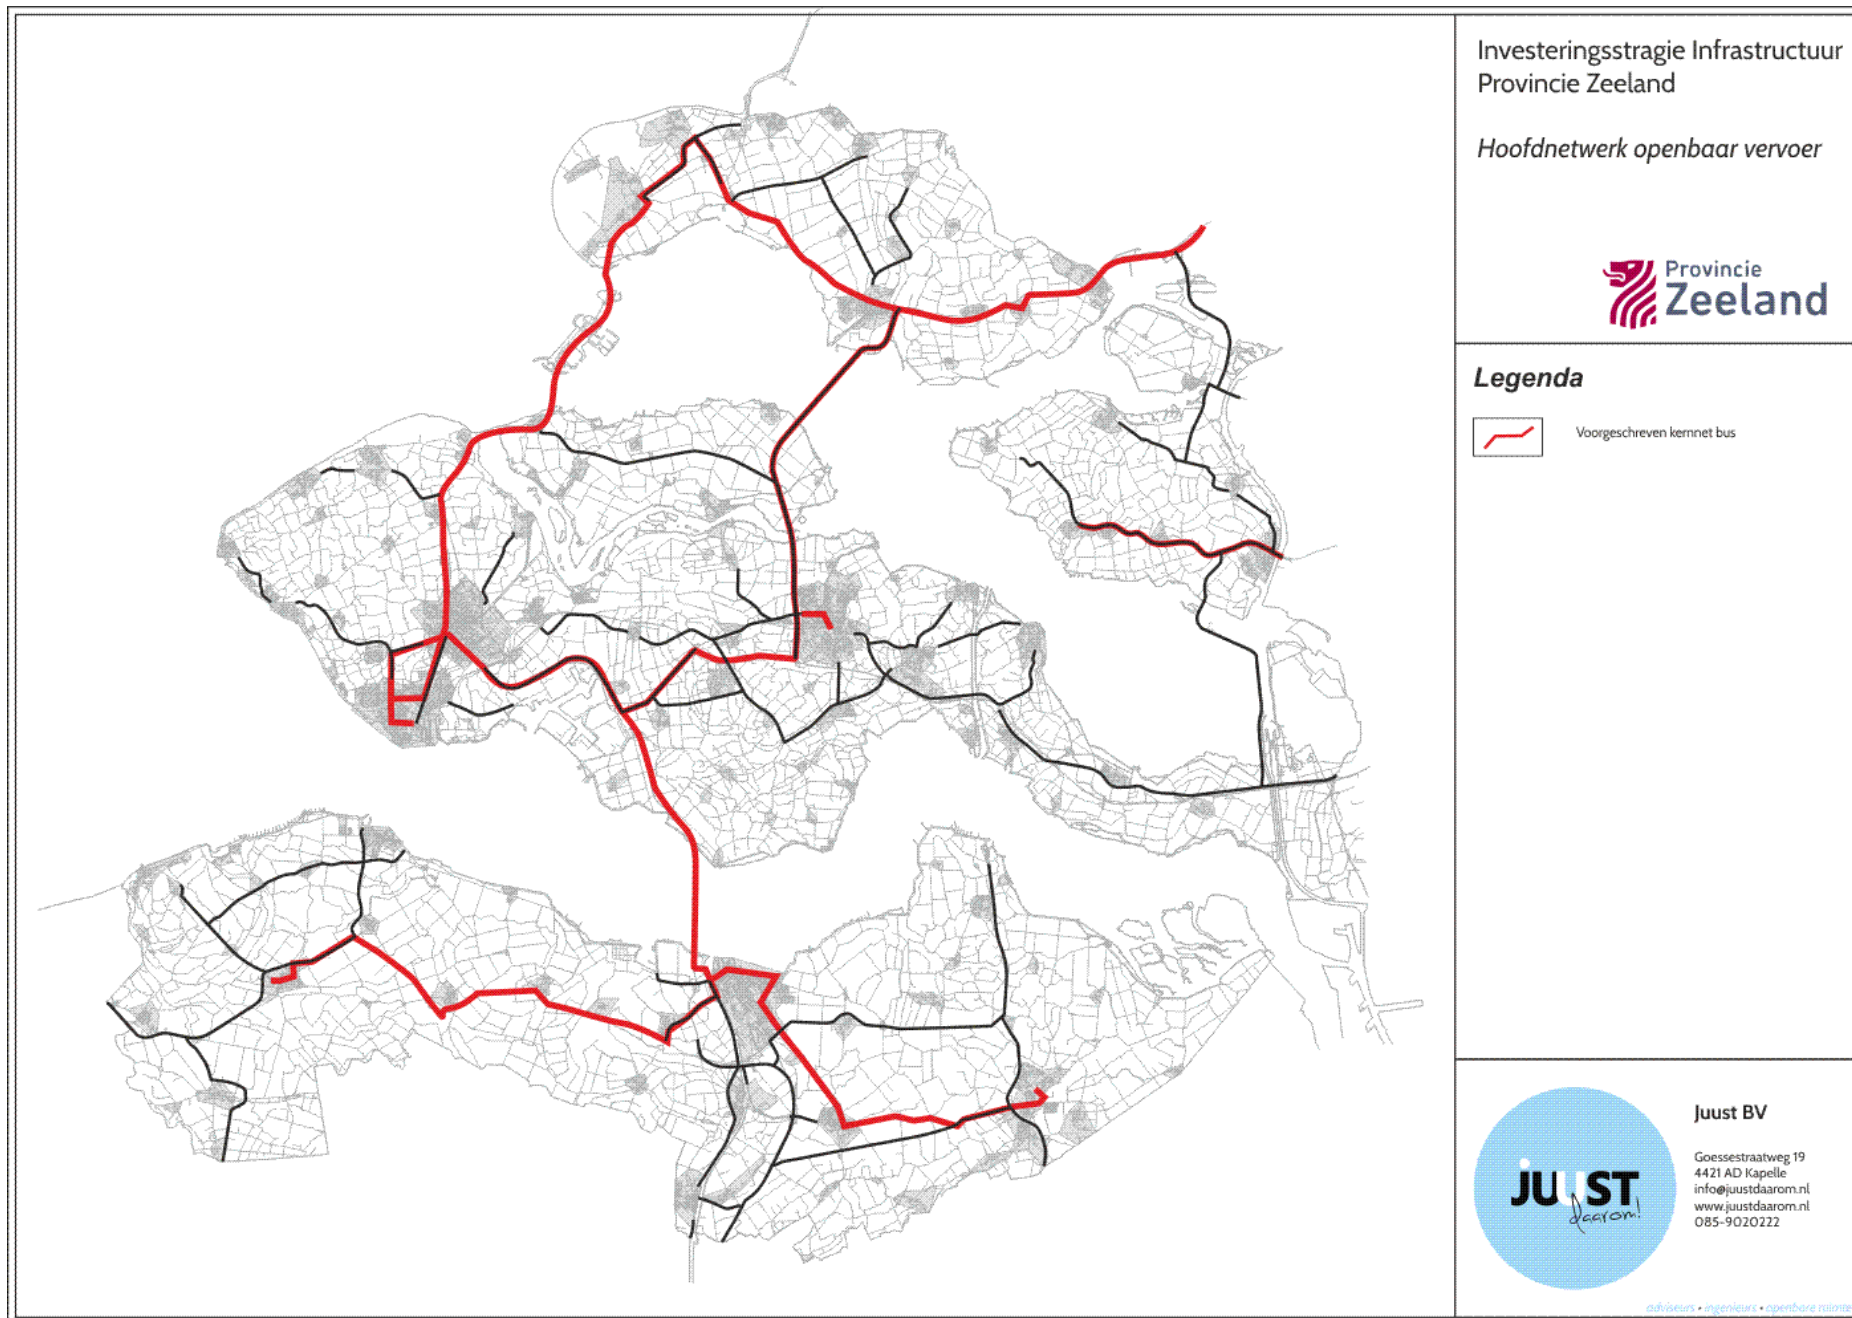 Investeringsstragie Infrastructuur
Provincie Zeeland
Hoofdnetwerk openbaar vervoer
Provincie
Zeeland
Legenda
Voorgeschreven kernnet bus
JUUST
daarom!
Juust BV
Goessestraatweg 19
4421 AD Kapelle
info@juustdaarom.nl
www.juustdaarom.nl
085-9020222
adviseurs • ingenieurs • openbare ruimte